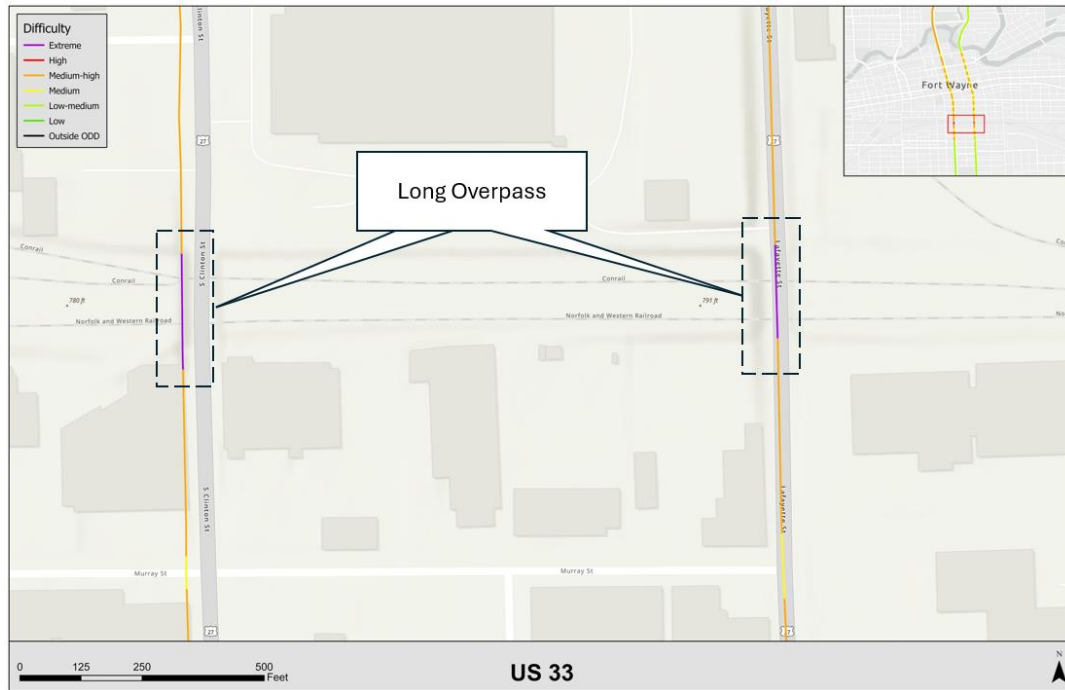 Difficulty
Extreme
High
Medium-high
Medium
Low-medium
Low
Outside ODD
Clinton St
27
27
Fort Wayne
Long Overpass
Conrail
Conrail
Conrail
S Clinton St
Lafayette St
780 ft
791 ft
Norfolk and Western Railroad
Norfolk and Western Railroad
S Clinton St
Lafayette St
Murray St
Murray St
27
0 125 250 500
Feet
US 33
N